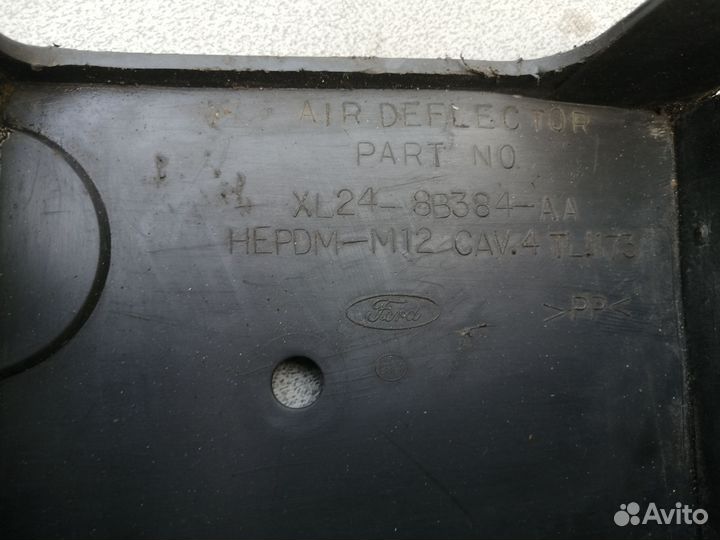 AIR DEFLECTOR
PART NO
XL24-8B384-AA
HEPDM-M12 CAV.4
Ford
>PP<
Avito